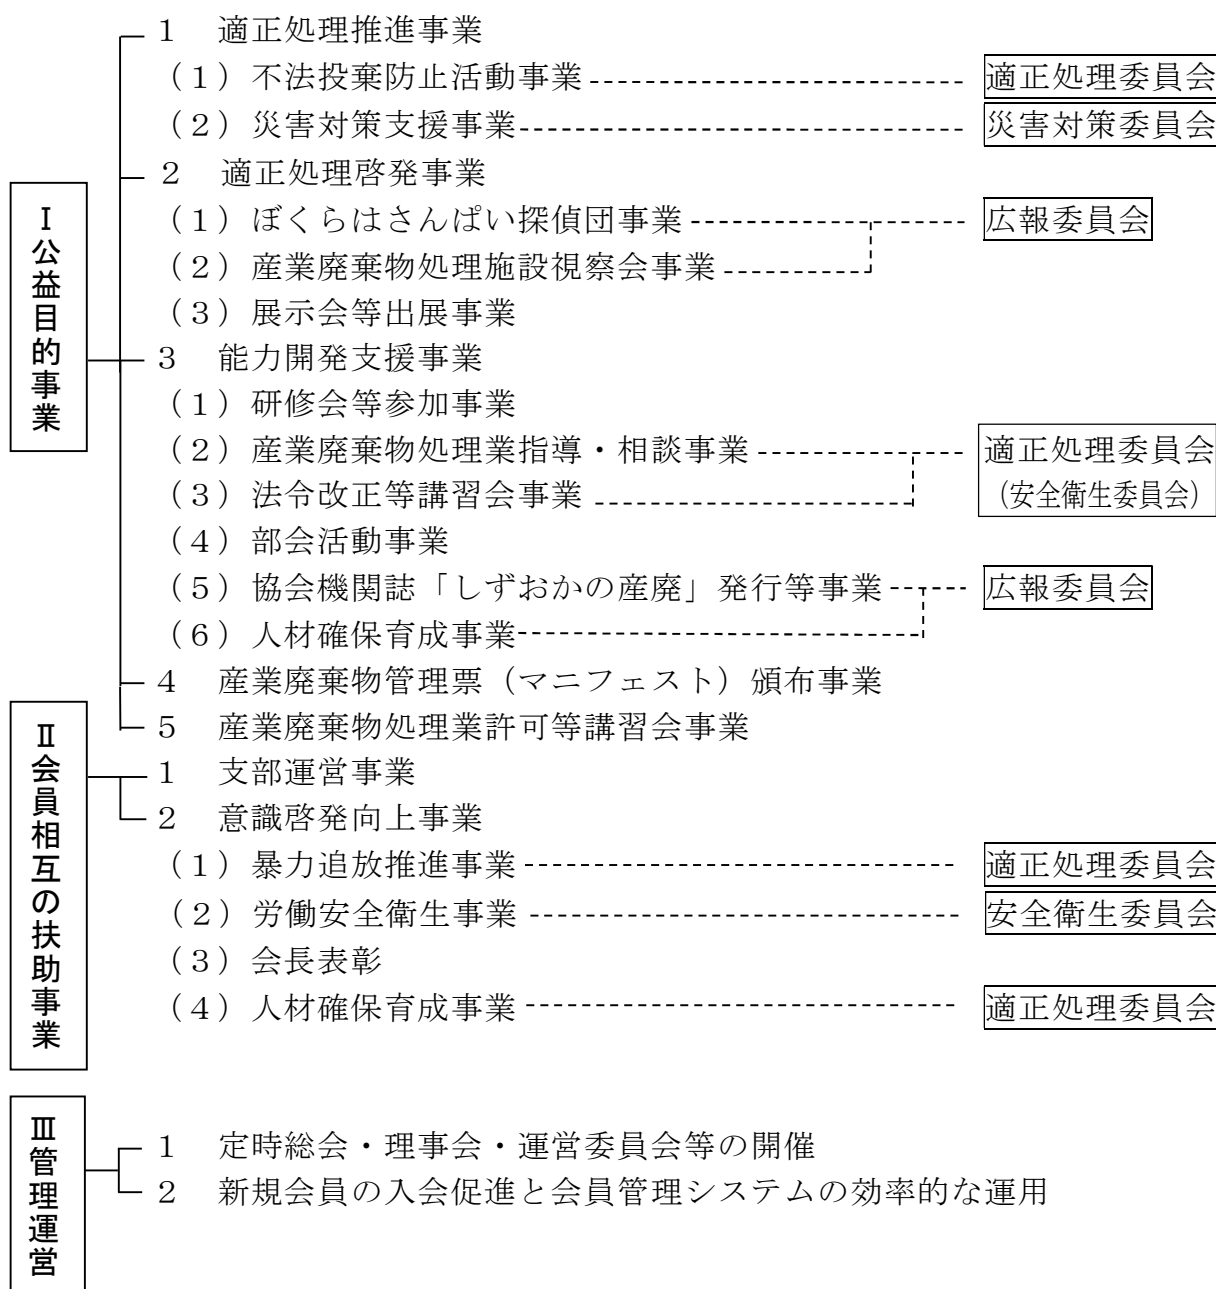 １　適正処理推進事業
（１）不法投棄防止活動事業　適正処理委員会
（２）災害対策支援事業　災害対策委員会
Ⅰ公益目的事業
２　適正処理啓発事業
（１）ぼくらはさんぱい探偵団事業　広報委員会
（２）産業廃棄物処理施設視察会事業
（３）展示会等出展事業
３　能力開発支援事業
（１）研修会等参加事業
（２）産業廃棄物処理業指導・相談事業　適正処理委員会
（３）法令改正等講習会事業　（安全衛生委員会）
（４）部会活動事業
（５）協会機関誌「しずおかの産廃」発行等事業　広報委員会
（６）人材確保育成事業
４　産業廃棄物管理票（マニフェスト）頒布事業
５　産業廃棄物処理業許可等講習会事業
Ⅱ会員相互の扶助事業
１　支部運営事業
２　意識啓発向上事業
（１）暴力追放推進事業　適正処理委員会
（２）労働安全衛生事業　安全衛生委員会
（３）会長表彰
（４）人材確保育成事業　適正処理委員会
Ⅲ管理運営
１　定時総会・理事会・運営委員会等の開催
２　新規会員の入会促進と会員管理システムの効率的な運用